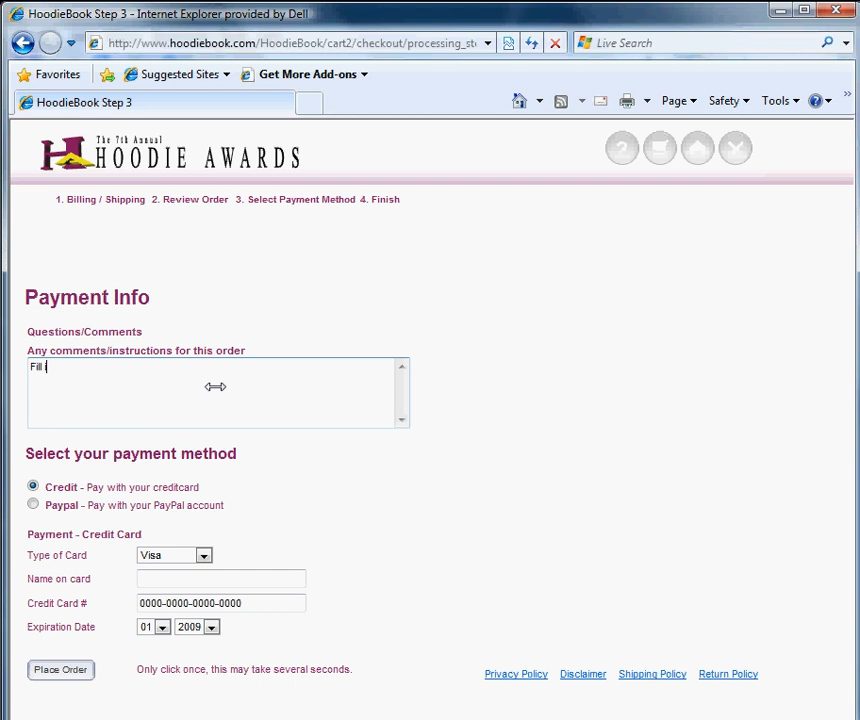 HoodieBook Step 3 - Internet Explorer provided by Dell
http://www.hoodiebook.com/HoodieBook/cart2/checkout/processing_st
Live Search
Favorites
Suggested Sites
Get More Add-ons
HoodieBook Step 3
Page
Safety
Tools
The 7th Annual
HOODIE AWARDS
1. Billing / Shipping 2. Review Order 3. Select Payment Method 4. Finish
Payment Info
Questions/Comments
Any comments/instructions for this order
Fill i
Select your payment method
Credit - Pay with your creditcard
Paypal - Pay with your PayPal account
Payment - Credit Card
Type of Card Visa
Name on card
Credit Card # 0000-0000-0000-0000
Expiration Date 01 2009
Place Order Only click once, this may take several seconds.
Privacy Policy Disclaimer Shipping Policy Return Policy